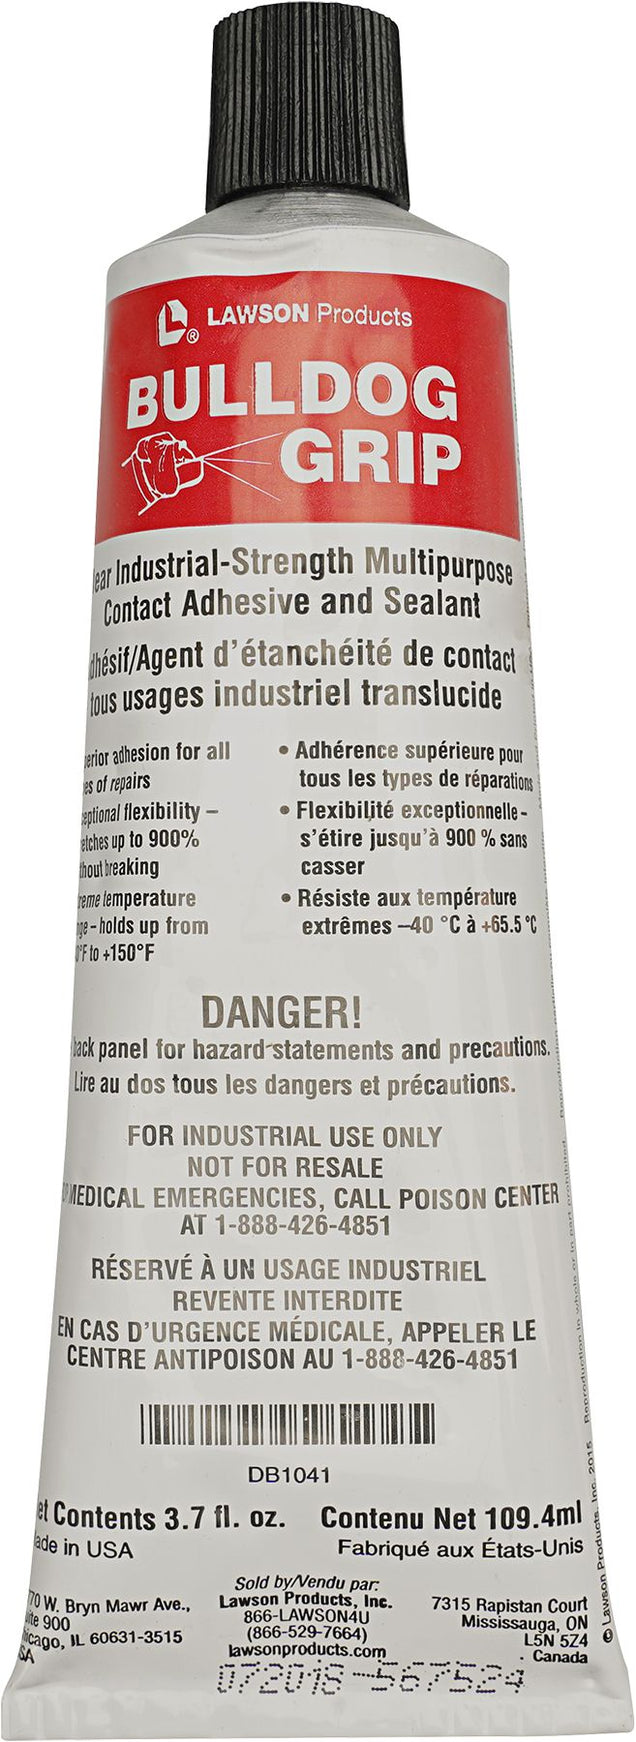 LAWSON Products
BULLDOG
GRIP
Industrial-Strength Multipurpose
Contact Adhesive and Sealant
d'étanchéité de contact
tous usages industriel translucide
adhesion for all
of repairs
flexibility –
up to 900%
breaking
temperature
– holds up from
to +150°F
• Adhérence supérieure pour
tous les types de réparations
• Flexibilité exceptionnelle -
s'étire jusqu'à 900 % sans
casser
• Résiste aux température
extrêmes –40 °C à +65.5 °C
DANGER!
back panel for hazard statements and precautions.
Lire au dos tous les dangers et précautions.
FOR INDUSTRIAL USE ONLY
NOT FOR RESALE
MEDICAL EMERGENCIES, CALL POISON CENTER
AT 1-888-426-4851
RÉSERVÉ À UN USAGE INDUSTRIEL
REVENTE INTERDITE
EN CAS D'URGENCE MÉDICALE, APPELER LE
CENTRE ANTIPOISON AU 1-888-426-4851
DB1041
Contents 3.7 fl. oz. Contenu Net 109.4ml
in USA
Fabriqué aux États-Unis
Sold by/Vendu par:
Lawson Products, Inc.
866-LAWSON4U
(866-529-7664)
lawsonproducts.com
W. Bryn Mawr Ave.,
900
IL 60631-3515
7315 Rapistan Court
Mississauga, ON
L5N 5Z4
Canada
072018-567524
© Lawson Products, Inc. 2015 Reproduction in whole or in part prohibited.